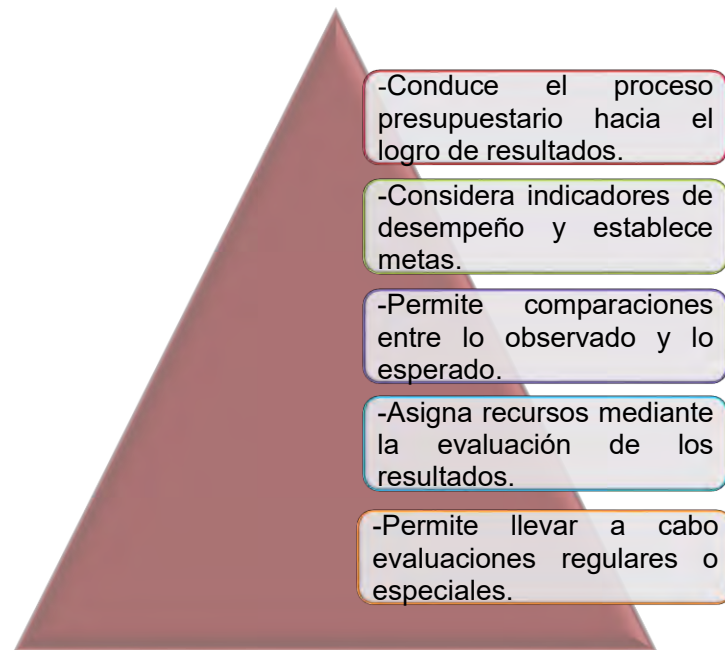 -Conduce el proceso
presupuestario hacia el
logro de resultados.
-Considera indicadores de
desempeño y establece
metas.
-Permite comparaciones
entre lo observado y lo
esperado.
-Asigna recursos mediante
la evaluación de los
resultados.
-Permite llevar a cabo
evaluaciones regulares o
especiales.